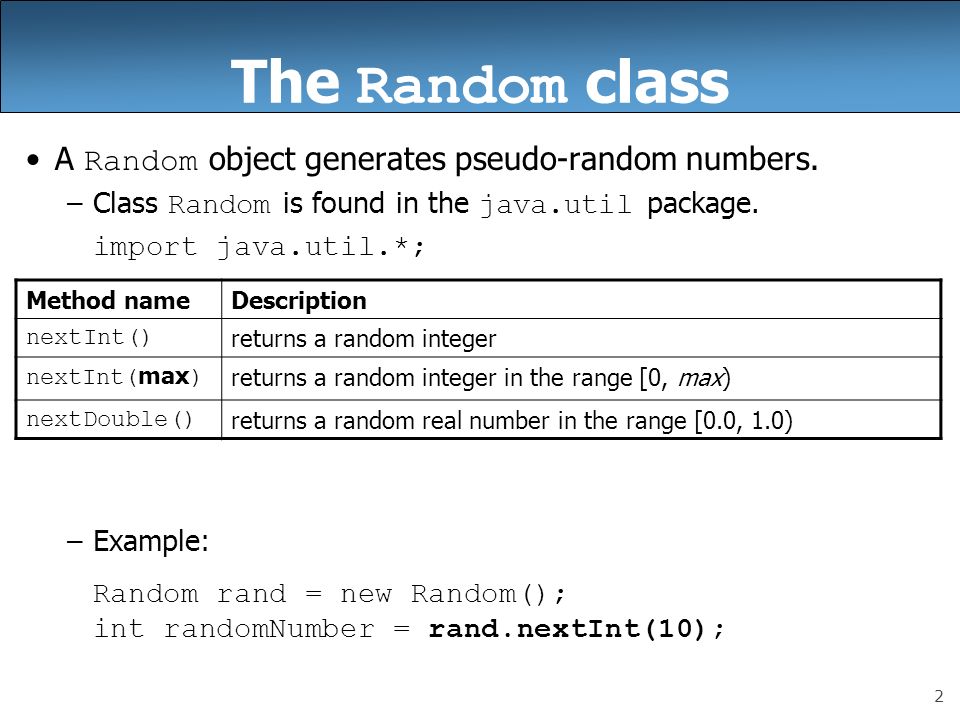 The Random class
• A Random object generates pseudo-random numbers.
– Class Random is found in the java.util package.
import java.util.*;
Method name Description
nextInt() returns a random integer
nextInt(max) returns a random integer in the range [0, max)
nextDouble() returns a random real number in the range [0.0, 1.0)
– Example:
Random rand = new Random();
int randomNumber = rand.nextInt(10);
2